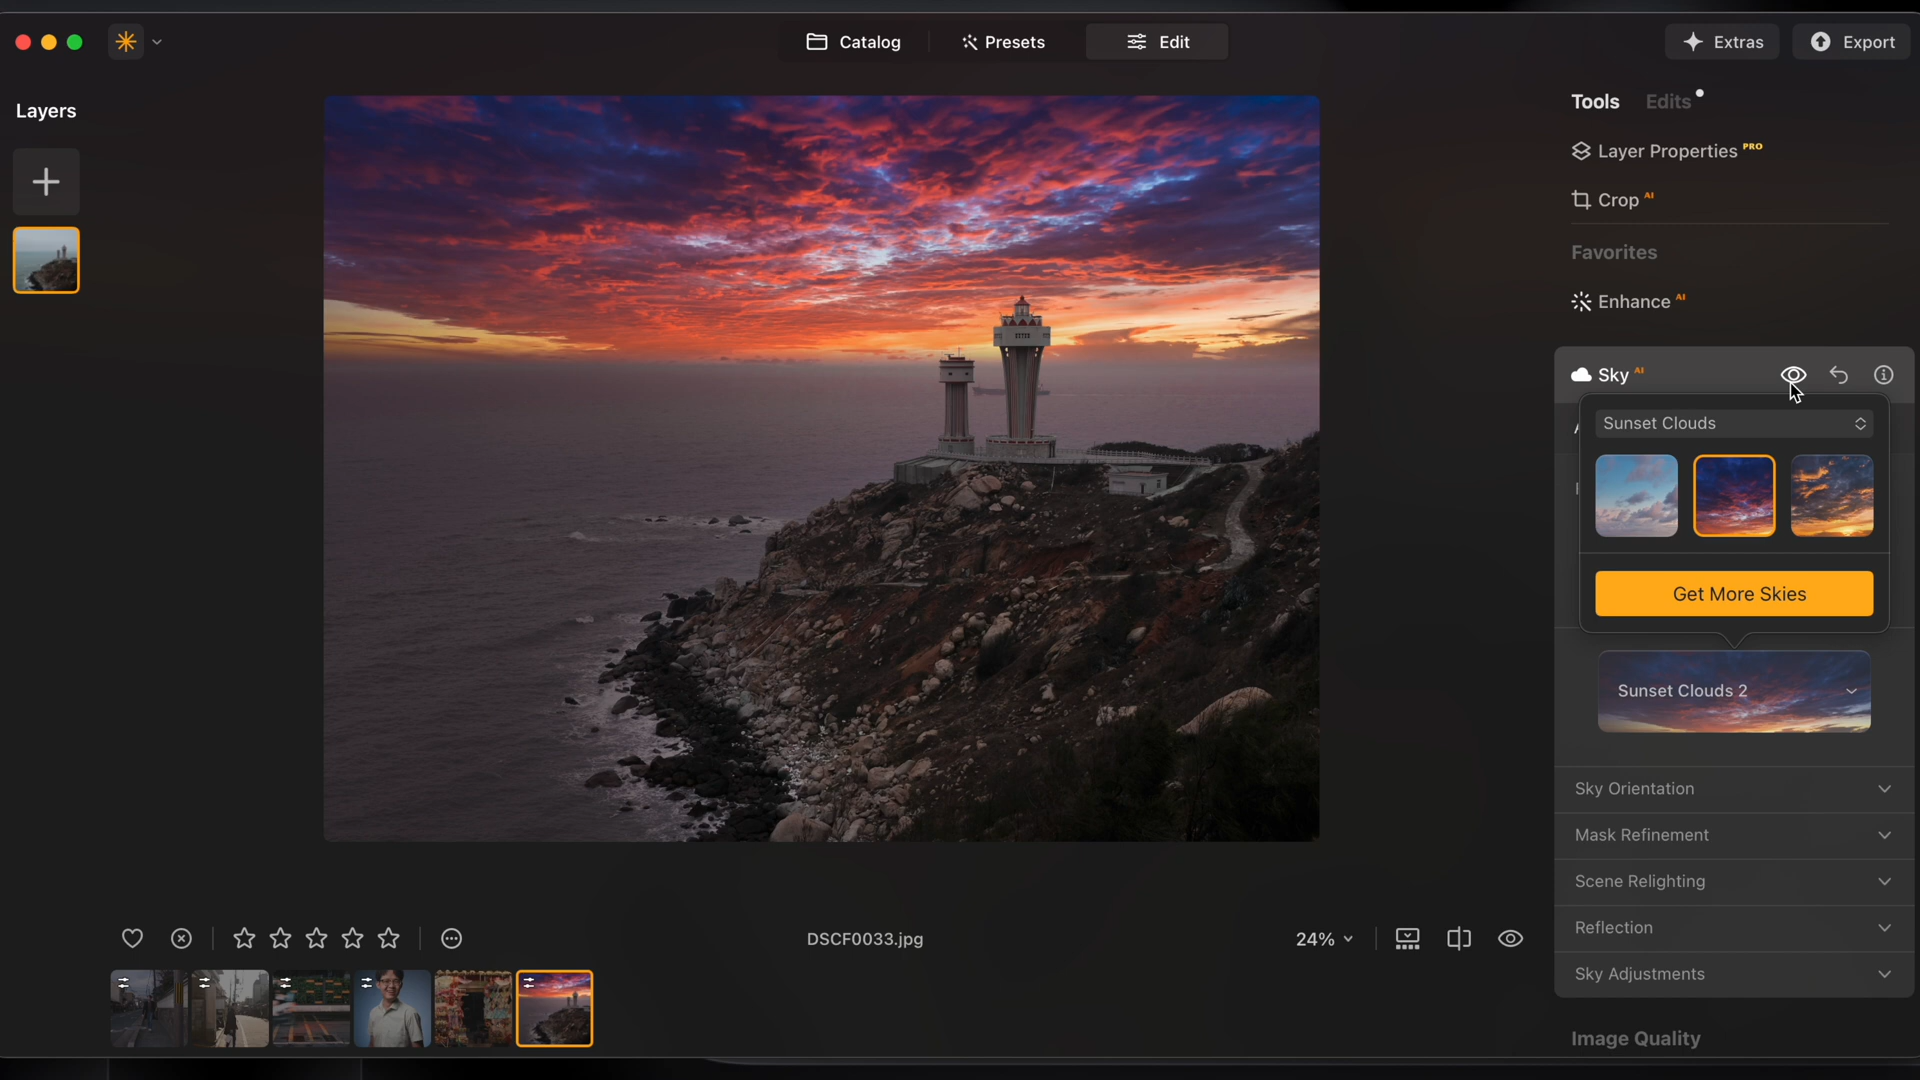 Catalog
Presets
Edit
Extras
Export
Layers
Tools
Edits
Layer Properties PRO
Crop AI
Favorites
Enhance AI
Sky AI
Sunset Clouds
Get More Skies
Sunset Clouds 2
Sky Orientation
Mask Refinement
Scene Relighting
Reflection
Sky Adjustments
Image Quality
DSCF0033.jpg
24%